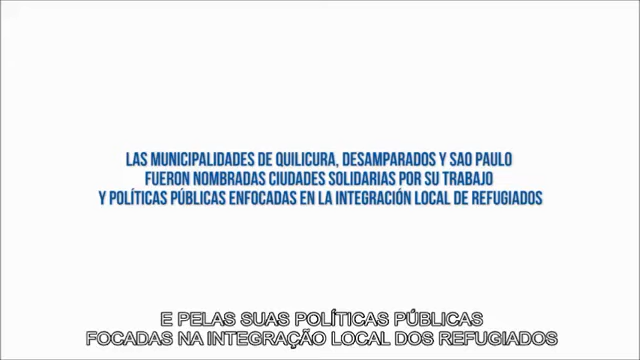 LAS MUNICIPALIDADES DE QUILICURA, DESAMPARADOS Y SAO PAULO
FUERON NOMBRADAS CIUDADES SOLIDARIAS POR SU TRABAJO
Y POLÍTICAS PÚBLICAS ENFOCADAS EN LA INTEGRACIÓN LOCAL DE REFUGIADOS
E PELAS SUAS POLÍTICAS PÚBLICAS
FOCADAS NA INTEGRAÇÃO LOCAL DOS REFUGIADOS